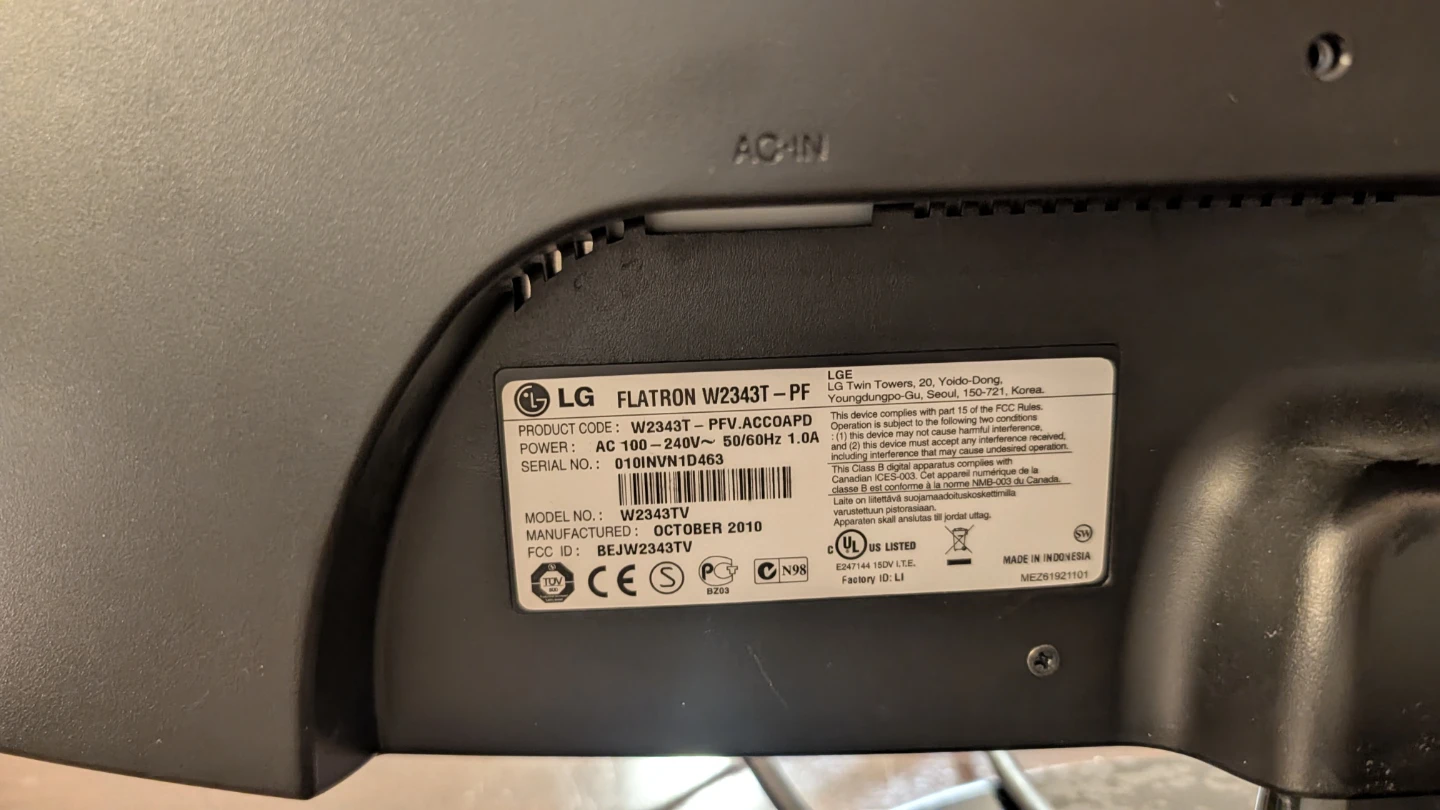 AC-IN
LG FLATRON W2343T-PF
PRODUCT CODE: W2343T-PFV.ACCOAPD
POWER: AC 100-240V~ 50/60Hz 1.0A
SERIAL NO.: 010INVN1D463
MODEL NO.: W2343TV
MANUFACTURED: OCTOBER 2010
FCC ID: BEJW2343TV
TÜV
CE
S
PCT
BZ03
N98
LGE
LG Twin Towers, 20, Yoido-Dong,
Youngdungpo-Gu, Seoul, 150-721, Korea.
This device complies with part 15 of the FCC Rules.
Operation is subject to the following two conditions
: (1) this device may not cause harmful interference,
and (2) this device must accept any interference received,
including interference that may cause undesired operation.
This Class B digital apparatus complies with
Canadian ICES-003. Cet appareil numérique de la
classe B est conforme à la norme NMB-003 du Canada.
Laite on liitettävä suojamaadoituskoskettimilla
varustettuun pistorasiaan.
Apparaten skall anslutas till jordat uttag.
C UL US LISTED
E247144 15DV I.T.E.
Factory ID: LI
SW
MADE IN INDONESIA
MEZ61921101